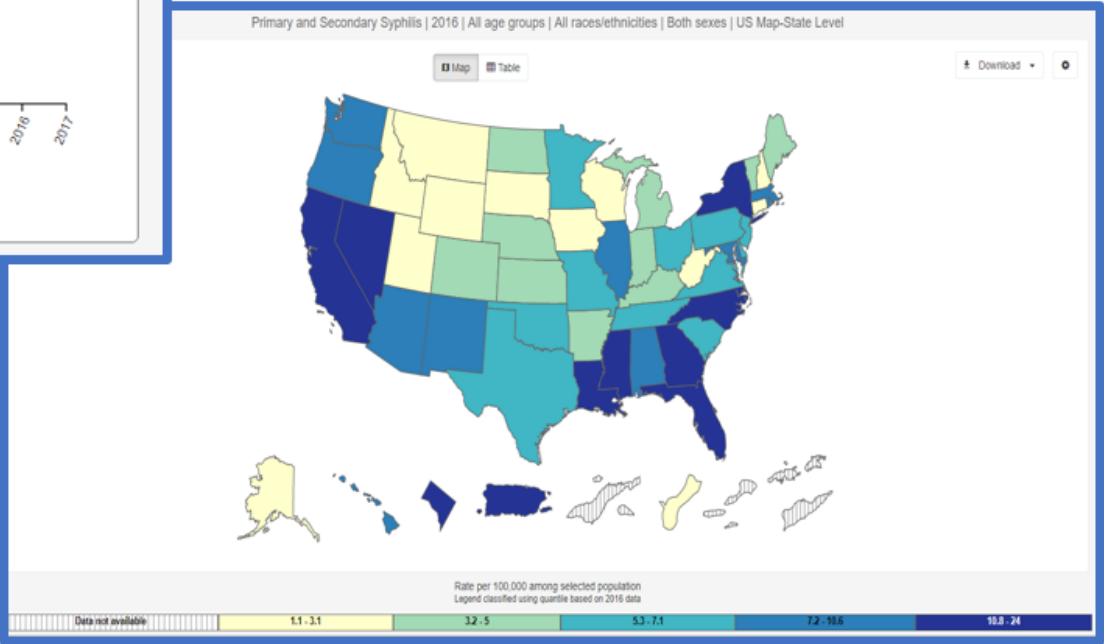 Primary and Secondary Syphilis | 2016 | All age groups | All races/ethnicities | Both sexes | US Map-State Level
Map Table
Download
2016 2017
Rate per 100,000 among selected population
Legend classified using quantile based on 2016 data
Data not available 1.1 - 3.1 3.2 - 5 5.3 - 7.1 7.2 - 10.6 10.8 - 24